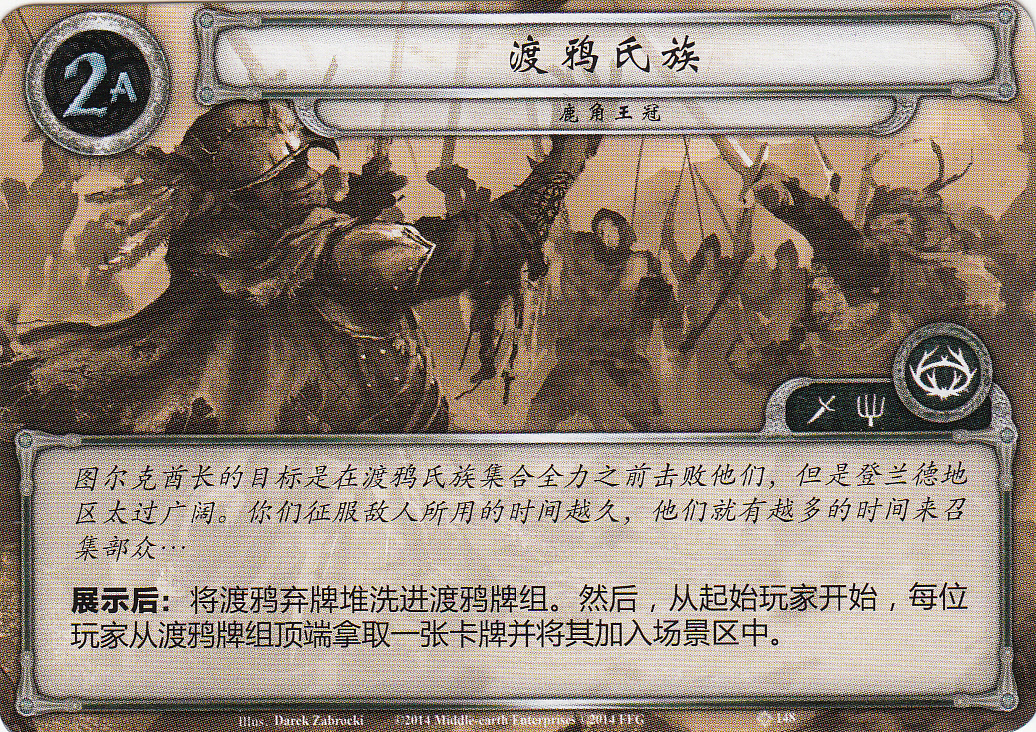 2A
渡鸦氏族
鹿角王冠
图尔克酋长的目标是在渡鸦氏族集合全力之前击败他们，但是登兰德地
区太过广阔。你们征服敌人所用的时间越久，他们就有越多的时间来召
集部众…
展示后：将渡鸦弃牌堆洗进渡鸦牌组。然后，从起始玩家开始，每位
玩家从渡鸦牌组顶端拿取一张卡牌并将其加入场景区中。
Illus. Darek Zabrocki ©2014 Middle-earth Enterprises ©2014 FFG 148